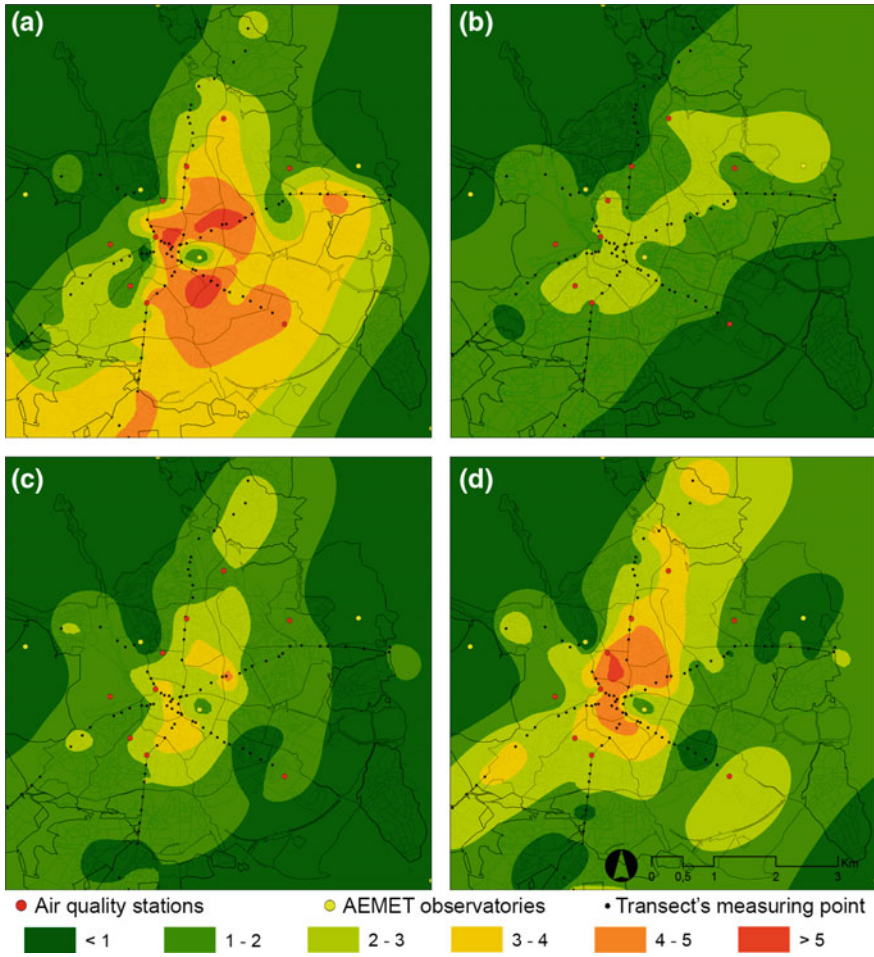 (a)
(b)
(c)
(d)
Km
0 0,5 1 2 3
Air quality stations AEMET observatories Transect's measuring point
< 1 1 - 2 2 - 3 3 - 4 4 - 5 > 5